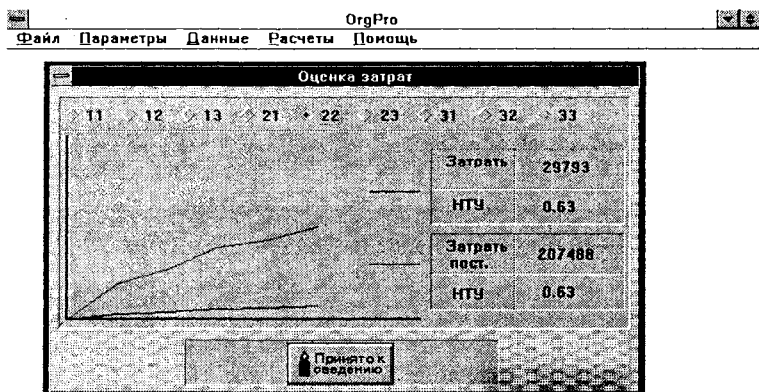 OrgPro
Файл Параметры Данные Расчеты Помощь
Оценка затрат
11 12 13 21 22 23 31 32 33
Затрать 29793
НТУ 0.63
Затрать пост. 207488
НТУ 0.63
Принято к
сведению